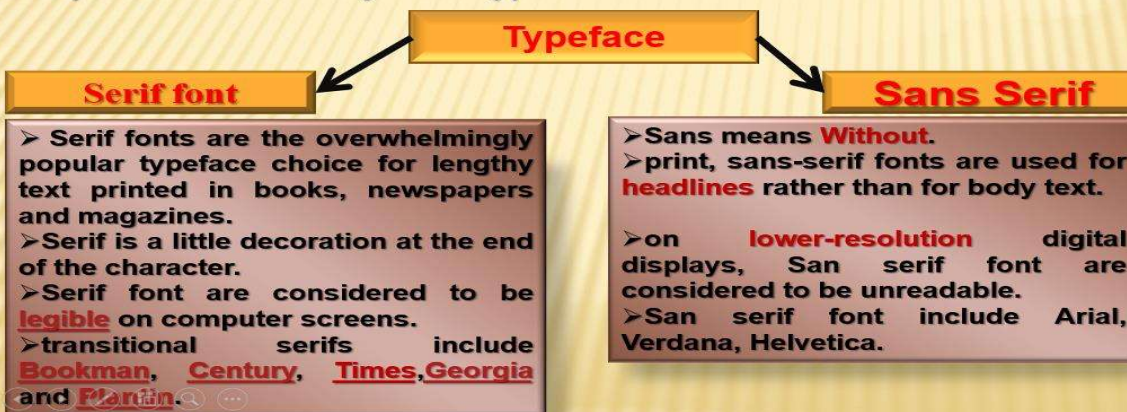 Typeface
Serif font
➢ Serif fonts are the overwhelmingly
popular typeface choice for lengthy
text printed in books, newspapers
and magazines.
➢Serif is a little decoration at the end
of the character.
➢Serif font are considered to be
legible on computer screens.
➢transitional serifs include
Bookman, Century, Times,Georgia
and Plantin.
Sans Serif
➢Sans means Without.
➢print, sans-serif fonts are used for
headlines rather than for body text.
➢on lower-resolution digital
displays, San serif font are
considered to be unreadable.
➢San serif font include Arial,
Verdana, Helvetica.